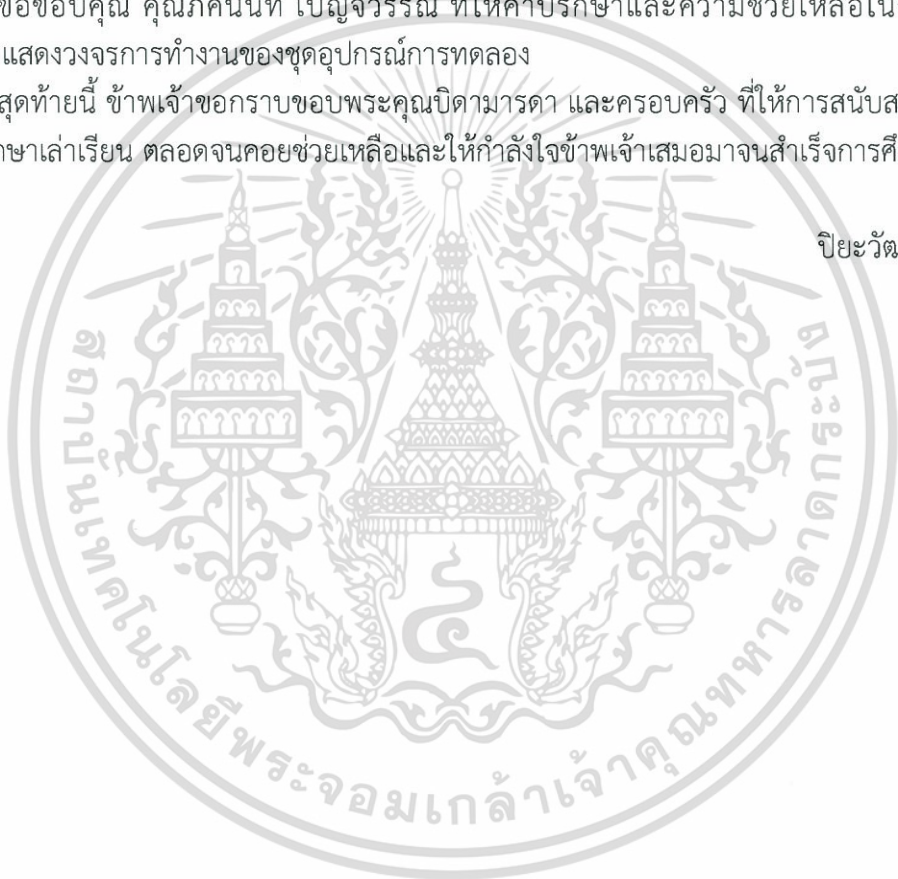 ขอขอบคุณ คุณภคนันท์ เบญจวรรณ ที่ให้คำปรึกษาและความช่วยเหลือใน
แสดงวงจรการทำงานของชุดอุปกรณ์การทดลอง
สุดท้ายนี้ ข้าพเจ้าขอกราบขอบพระคุณบิดามารดา และครอบครัว ที่ให้การสนับส
กษาเล่าเรียน ตลอดจนคอยช่วยเหลือและให้กำลังใจข้าพเจ้าเสมอมาจนสำเร็จการศึ
ปิยะวัต
สถาบันเทคโนโลยีพระจอมเกล้าเจ้าคุณทหารลาดกระบัง